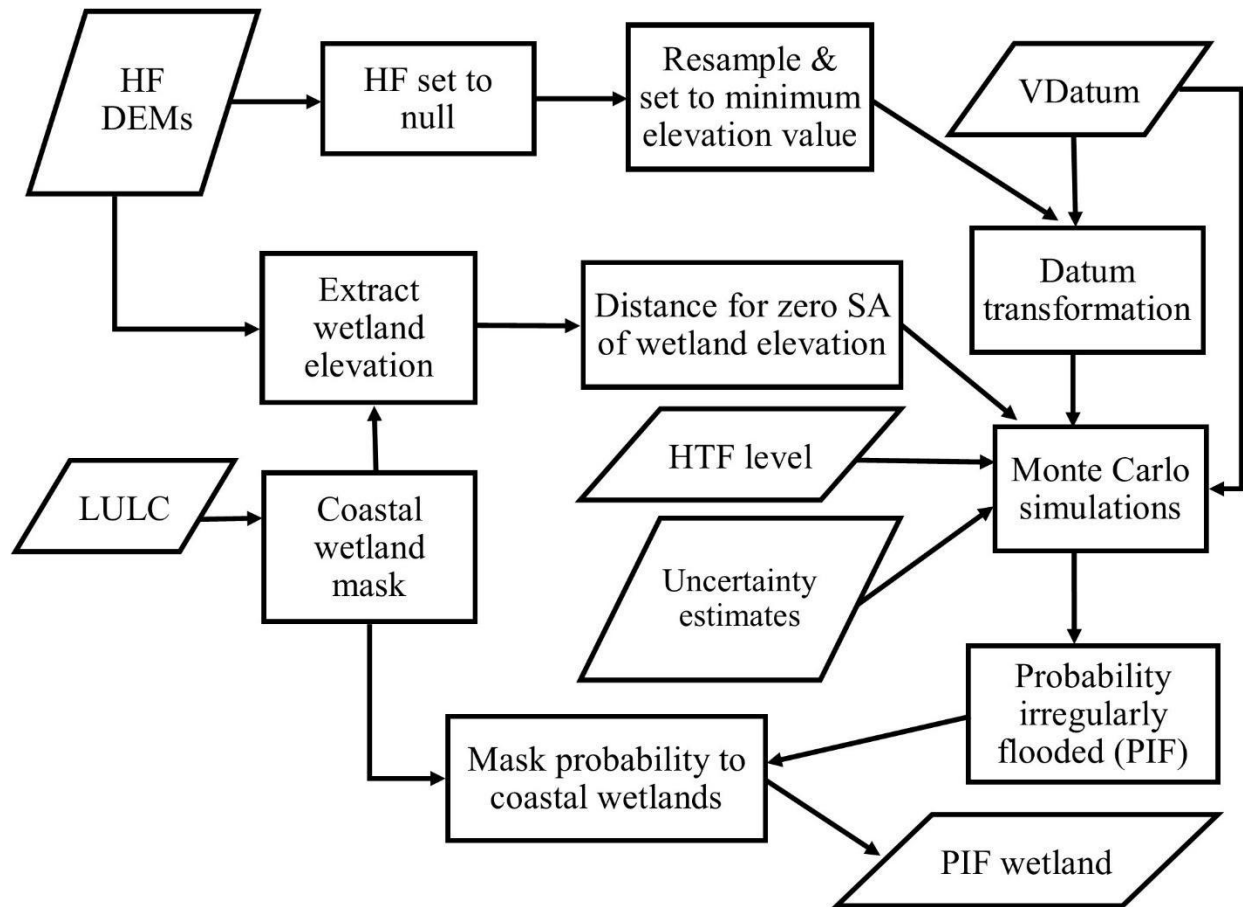 HF
DEMs
HF set to
null
Resample &
set to minimum
elevation value
VDatum
Extract
wetland
elevation
Distance for zero SA
of wetland elevation
Datum
transformation
LULC
Coastal
wetland
mask
HTF level
Monte Carlo
simulations
Uncertainty
estimates
Mask probability to
coastal wetlands
Probability
irregularly
flooded (PIF)
PIF wetland